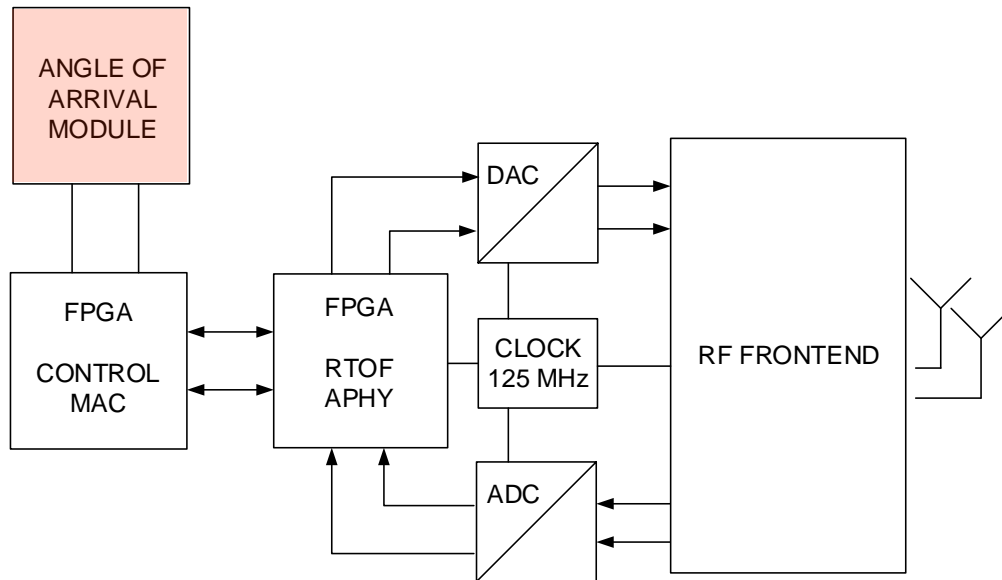 ANGLE OF
ARRIVAL
MODULE
FPGA
CONTROL
MAC
FPGA
RTOF
APHY
DAC
CLOCK
125 MHz
ADC
RF FRONTEND